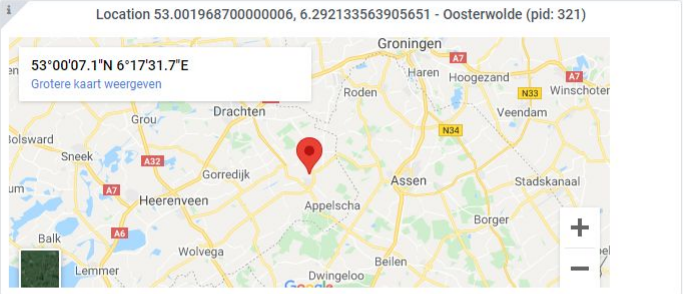 i
Location 53.001968700000006, 6.292133563905651 - Oosterwolde (pid: 321)
53°00'07.1"N 6°17'31.7"E
Grotere kaart weergeven
Groningen
A7
Haren
Hoogezand
A7
Roden
N33
Winschoter
Drachten
Veendam
Grou
N34
Bolsward
Sneek
A32
Gorredijk
Assen
Stadskanaal
A7
Heerenveen
Appelscha
Borger
A6
Balk
Wolvega
Beilen
Lemmer
Dwingeloo
Google
+
−